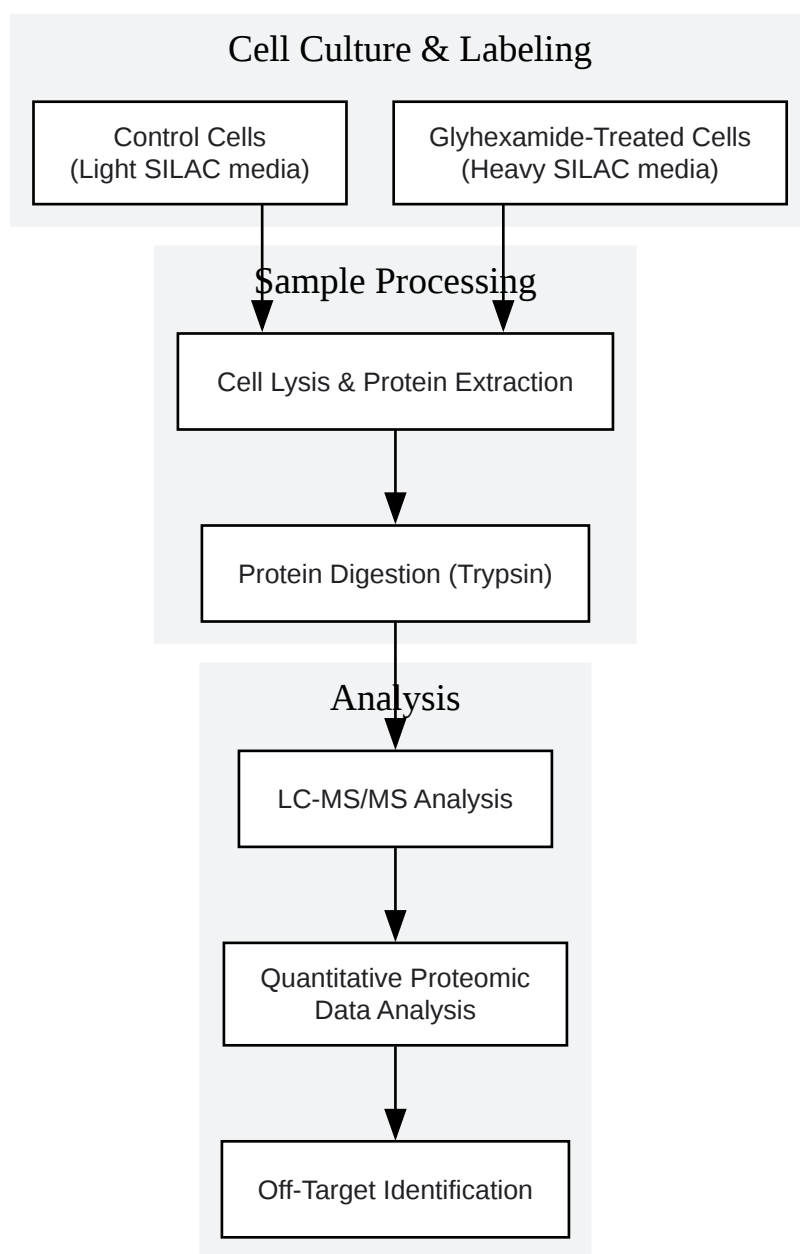 Cell Culture & Labeling
Control Cells
(Light SILAC media)
Glyhexamide-Treated Cells
(Heavy SILAC media)
Sample Processing
Cell Lysis & Protein Extraction
Protein Digestion (Trypsin)
Analysis
LC-MS/MS Analysis
Quantitative Proteomic
Data Analysis
Off-Target Identification